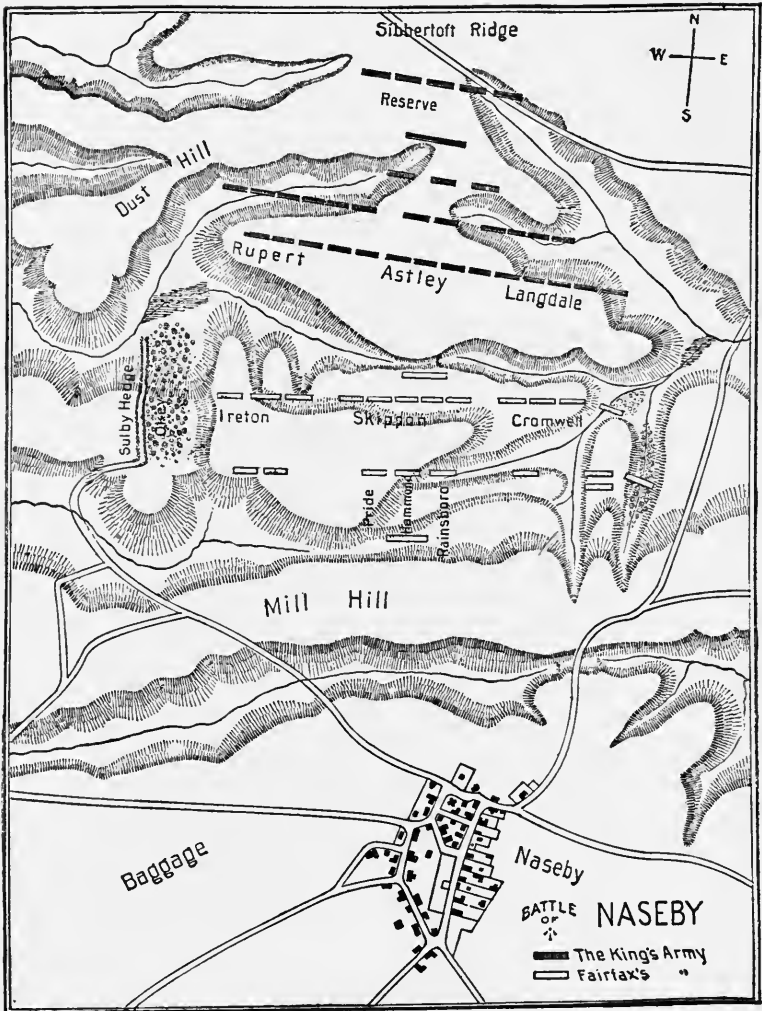 Sibbertoft Ridge
N
W E
S
Reserve
Dust Hill
Rupert
Astley
Langdale
Sulby Hedge
Okey
Ireton
Skippon
Cromwell
Pride
Hammond
Rainsboro
Mill Hill
Baggage
Naseby
BATTLE
OF
NASEBY
The King's Army
Fairfax's "